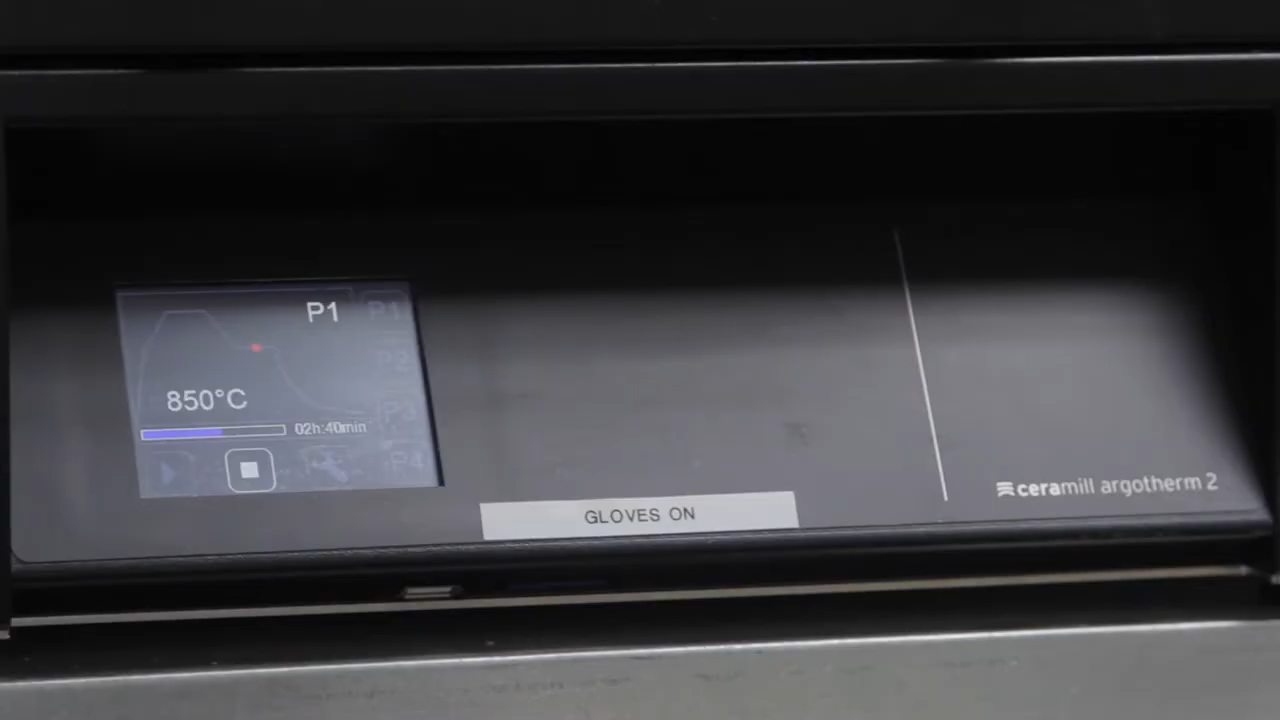 P1
P1
P2
850°C
P3
02h:40min
P4
GLOVES ON
ceramill argotherm 2